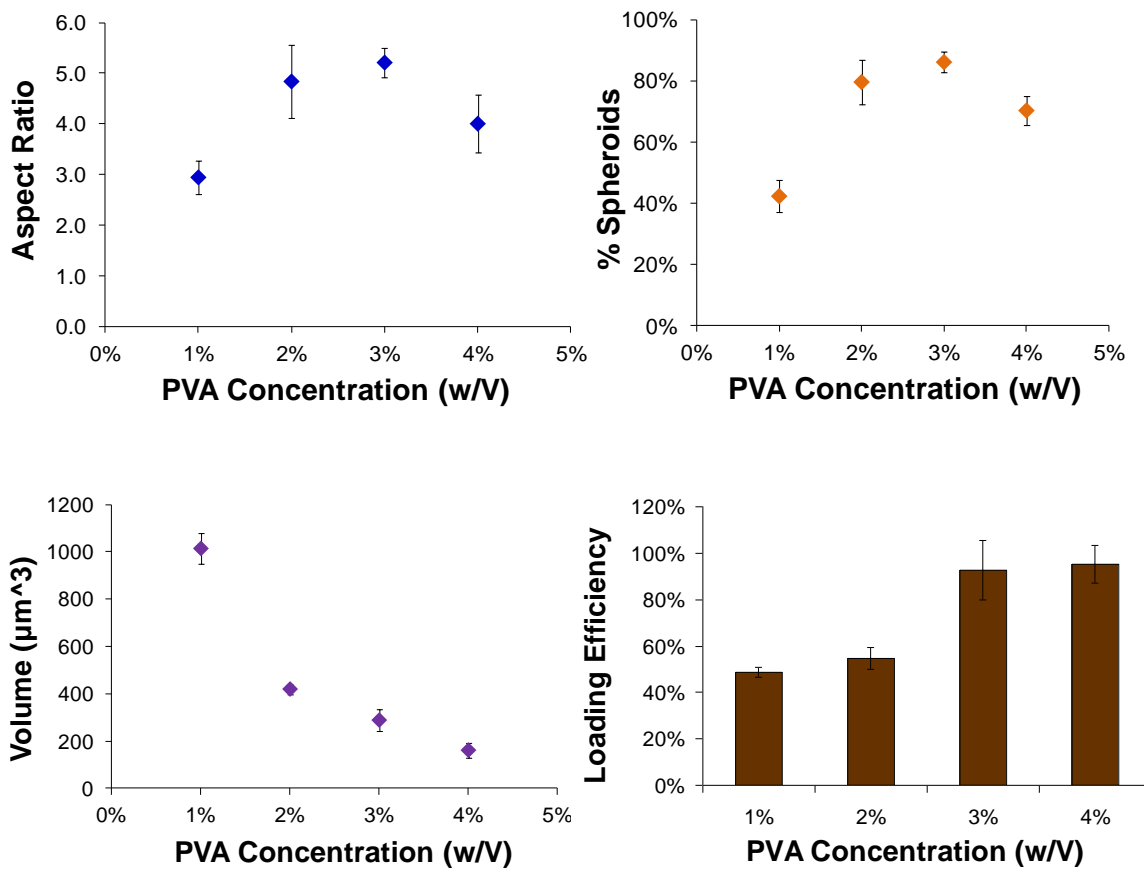 Aspect Ratio
6.0
5.0
4.0
3.0
2.0
1.0
0.0
0% 1% 2% 3% 4% 5%
PVA Concentration (w/V)
% Spheroids
100%
80%
60%
40%
20%
0%
0% 1% 2% 3% 4% 5%
PVA Concentration (w/V)
Volume (µm^3)
1200
1000
800
600
400
200
0
0% 1% 2% 3% 4% 5%
PVA Concentration (w/V)
Loading Efficiency
120%
100%
80%
60%
40%
20%
0%
1% 2% 3% 4%
PVA Concentration (w/V)